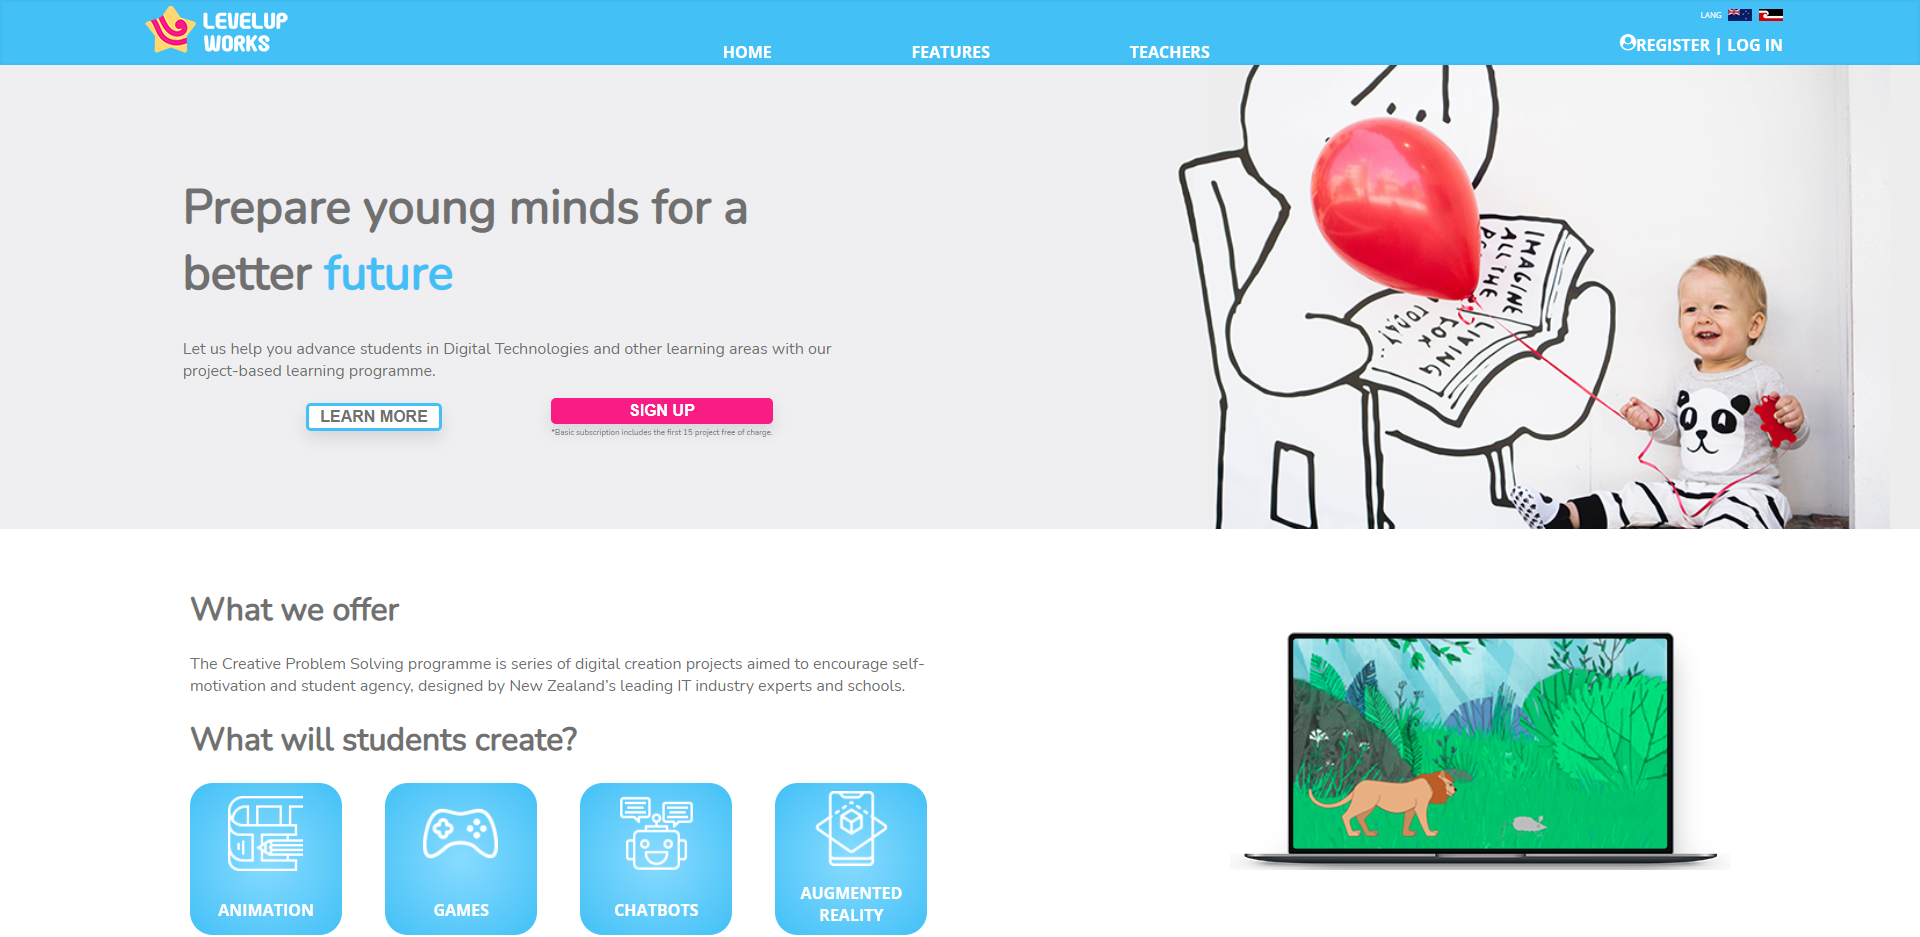 LEVELUP
WORKS
HOME
FEATURES
TEACHERS
LANG
REGISTER | LOG IN
Prepare young minds for a
better future
Let us help you advance students in Digital Technologies and other learning areas with our
project-based learning programme.
LEARN MORE
SIGN UP
*Basic subscription includes the first 15 project free of charge.
IMAGINE
ALL THE
LIVING
FOR
TODAY...
What we offer
The Creative Problem Solving programme is series of digital creation projects aimed to encourage self-
motivation and student agency, designed by New Zealand's leading IT industry experts and schools.
What will students create?
ANIMATION
GAMES
CHATBOTS
AUGMENTED
REALITY